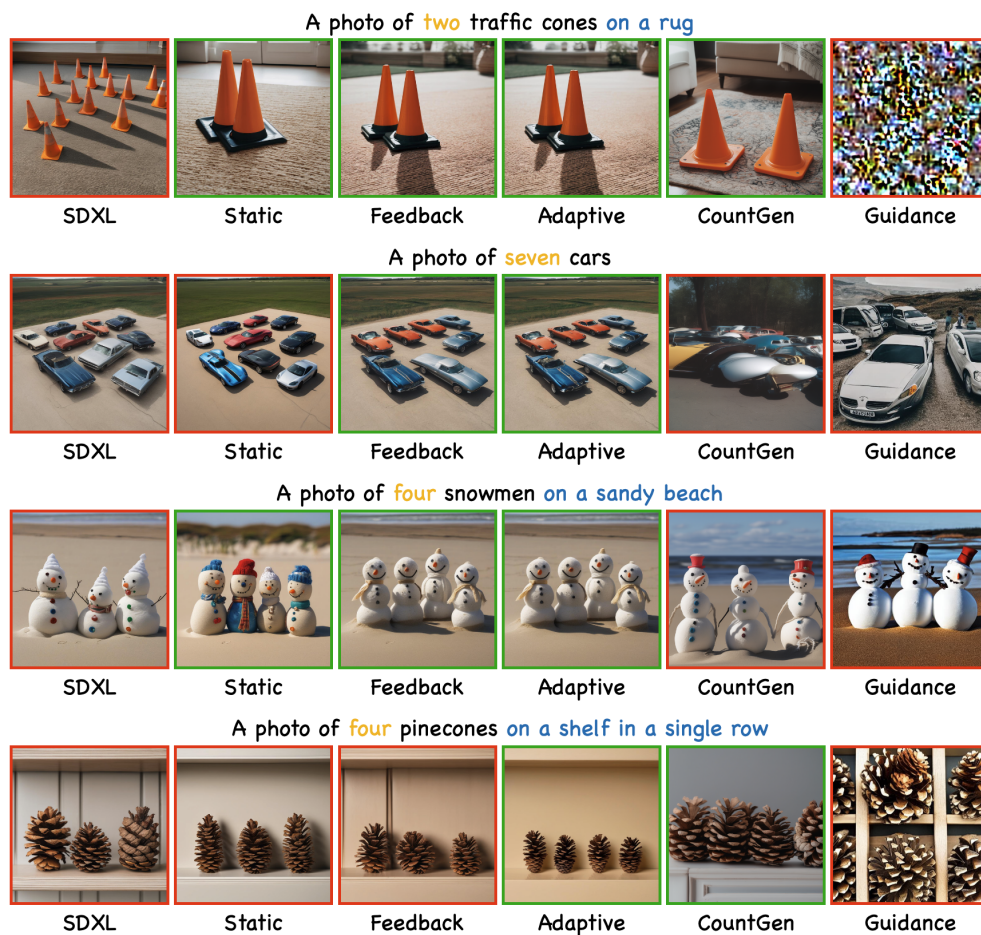 A photo of two traffic cones on a rug
SDXL Static Feedback Adaptive CountGen Guidance
A photo of seven cars
SDXL Static Feedback Adaptive CountGen Guidance
A photo of four snowmen on a sandy beach
SDXL Static Feedback Adaptive CountGen Guidance
A photo of four pinecones on a shelf in a single row
SDXL Static Feedback Adaptive CountGen Guidance